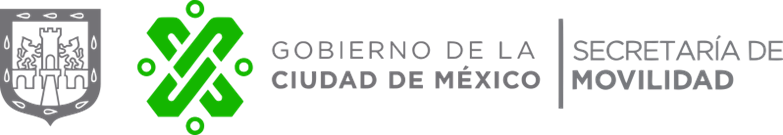 GOBIERNO DE LA
CIUDAD DE MÉXICO
SECRETARÍA DE
MOVILIDAD